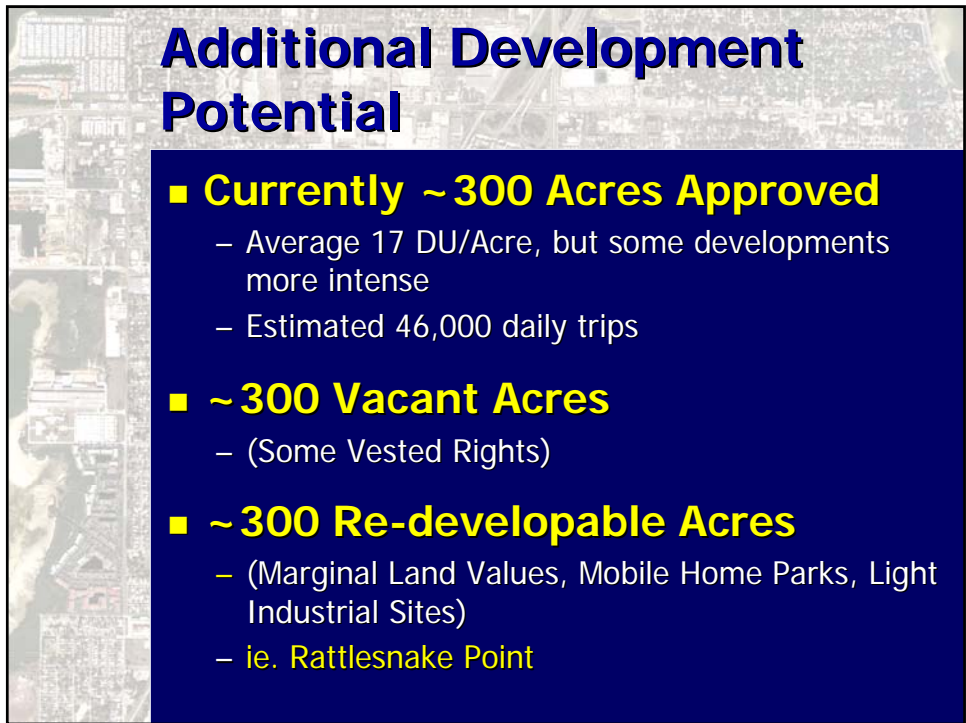 Additional Development
Potential
■ Currently ~300 Acres Approved
– Average 17 DU/Acre, but some developments
more intense
– Estimated 46,000 daily trips
■ ~300 Vacant Acres
– (Some Vested Rights)
■ ~300 Re-developable Acres
– (Marginal Land Values, Mobile Home Parks, Light
Industrial Sites)
– ie. Rattlesnake Point